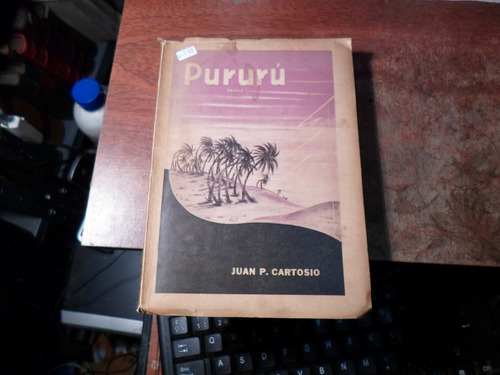 Pururú
JUAN P. CARTOSIO
A S D